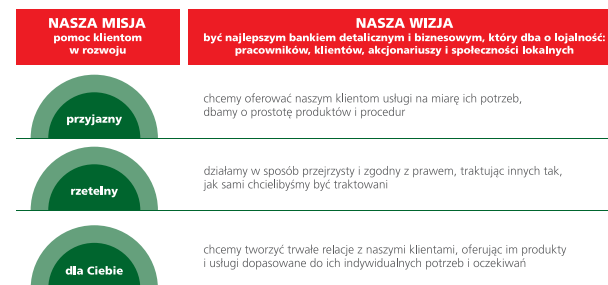 NASZA MISJA
pomoc klientom
w rozwoju
NASZA WIZJA
być najlepszym bankiem detalicznym i biznesowym, który dba o lojalność:
pracowników, klientów, akcjonariuszy i społeczności lokalnych
przyjazny
chcemy oferować naszym klientom usługi na miarę ich potrzeb,
dbamy o prostotę produktów i procedur
rzetelny
działamy w sposób przejrzysty i zgodny z prawem, traktując innych tak,
jak sami chcielibyśmy być traktowani
dla Ciebie
chcemy tworzyć trwałe relacje z naszymi klientami, oferując im produkty
i usługi dopasowane do ich indywidualnych potrzeb i oczekiwań